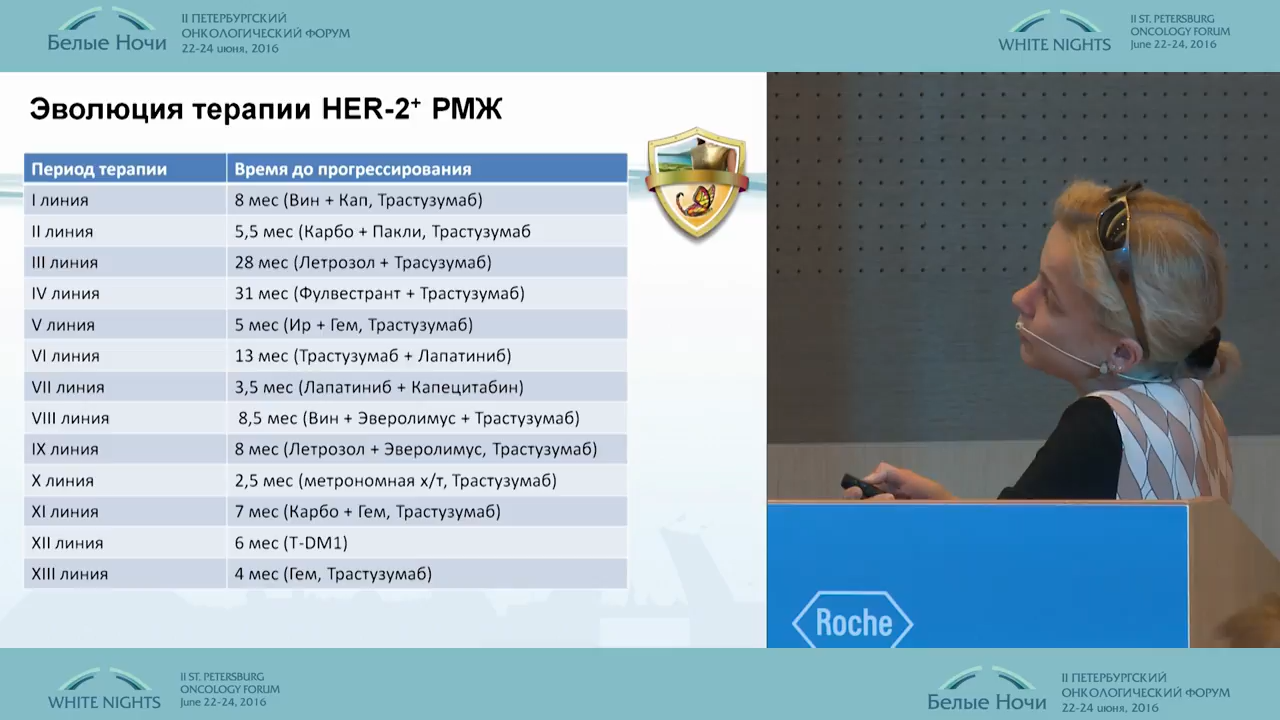 Белые Ночи
II ПЕТЕРБУРГСКИЙ
ОНКОЛОГИЧЕСКИЙ ФОРУМ
22-24 июня, 2016
WHITE NIGHTS
II ST. PETERSBURG
ONCOLOGY FORUM
June 22-24, 2016
Эволюция терапии HER-2+ РМЖ
Период терапии Время до прогрессирования
I линия 8 мес (Вин + Кап, Трастузумаб)
II линия 5,5 мес (Карбо + Пакли, Трастузумаб
III линия 28 мес (Летрозол + Трасузумаб)
IV линия 31 мес (Фулвестрант + Трастузумаб)
V линия 5 мес (Ир + Гем, Трастузумаб)
VI линия 13 мес (Трастузумаб + Лапатиниб)
VII линия 3,5 мес (Лапатиниб + Капецитабин)
VIII линия 8,5 мес (Вин + Эверолимус + Трастузумаб)
IX линия 8 мес (Летрозол + Эверолимус, Трастузумаб)
X линия 2,5 мес (метрономная х/т, Трастузумаб)
XI линия 7 мес (Карбо + Гем, Трастузумаб)
XII линия 6 мес (T-DM1)
XIII линия 4 мес (Гем, Трастузумаб)
Roche
WHITE NIGHTS
II ST. PETERSBURG
ONCOLOGY FORUM
June 22-24, 2016
Белые Ночи
II ПЕТЕРБУРГСКИЙ
ОНКОЛОГИЧЕСКИЙ ФОРУМ
22-24 июня, 2016